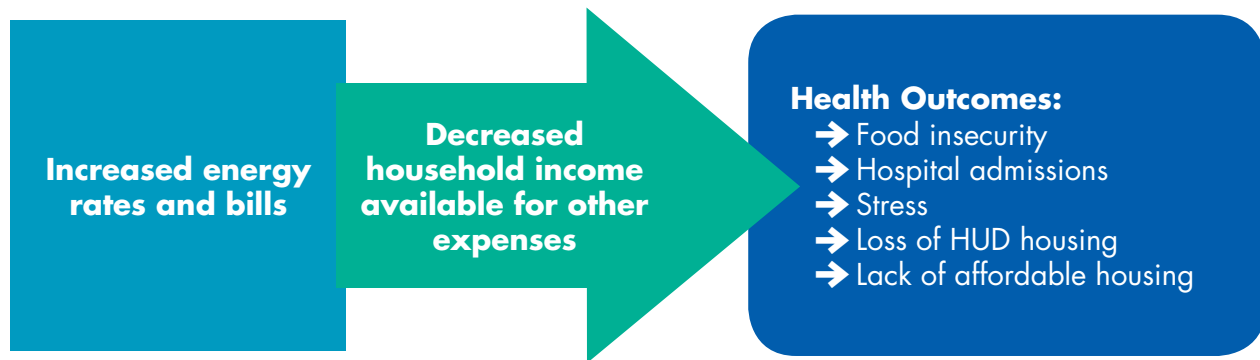 Increased energy
rates and bills
Decreased
household income
available for other
expenses
Health Outcomes:
➔ Food insecurity
➔ Hospital admissions
➔ Stress
➔ Loss of HUD housing
➔ Lack of affordable housing